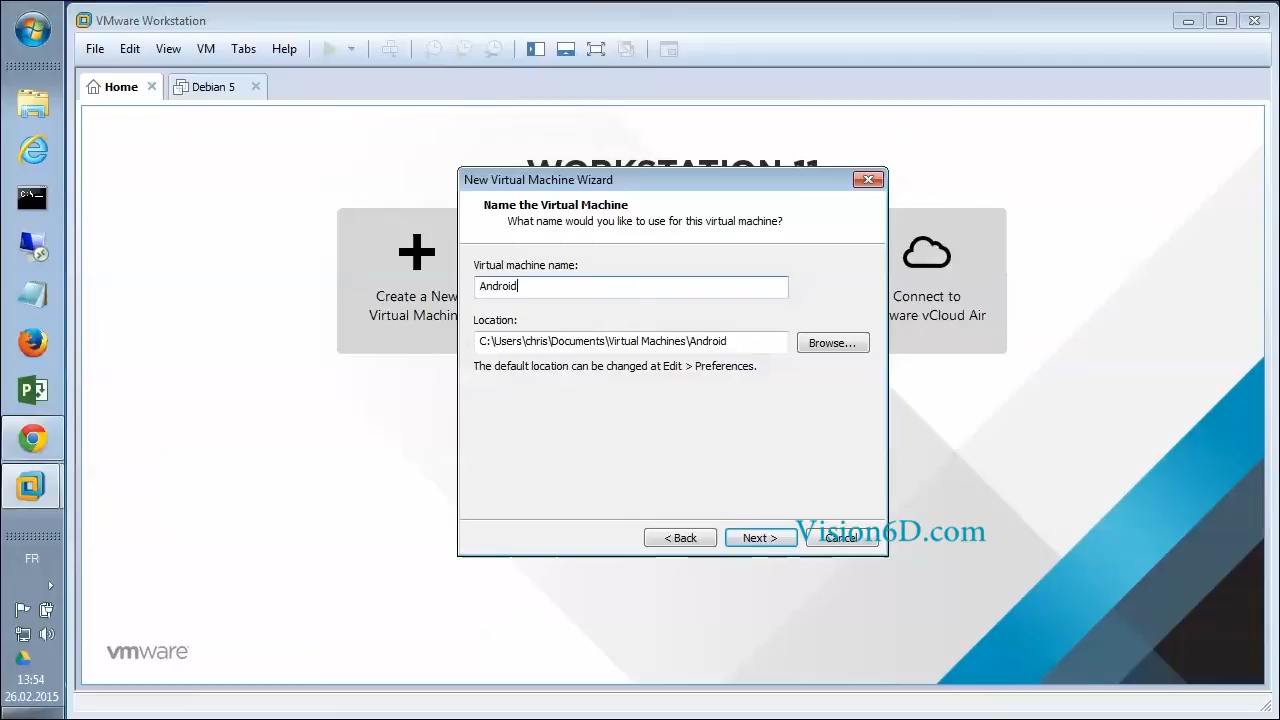 VMware Workstation
File Edit View VM Tabs Help
Home
Debian 5
WORKSTATION 11
New Virtual Machine Wizard
Name the Virtual Machine
What name would you like to use for this virtual machine?
Virtual machine name:
Android
Location:
C:\Users\chris\Documents\Virtual Machines\Android
Browse...
The default location can be changed at Edit > Preferences.
< Back
Next >
Cancel
Vision6D.com
Create a New
Virtual Machin
Connect to
ware vCloud Air
vmware
FR
13:54
26.02.2015